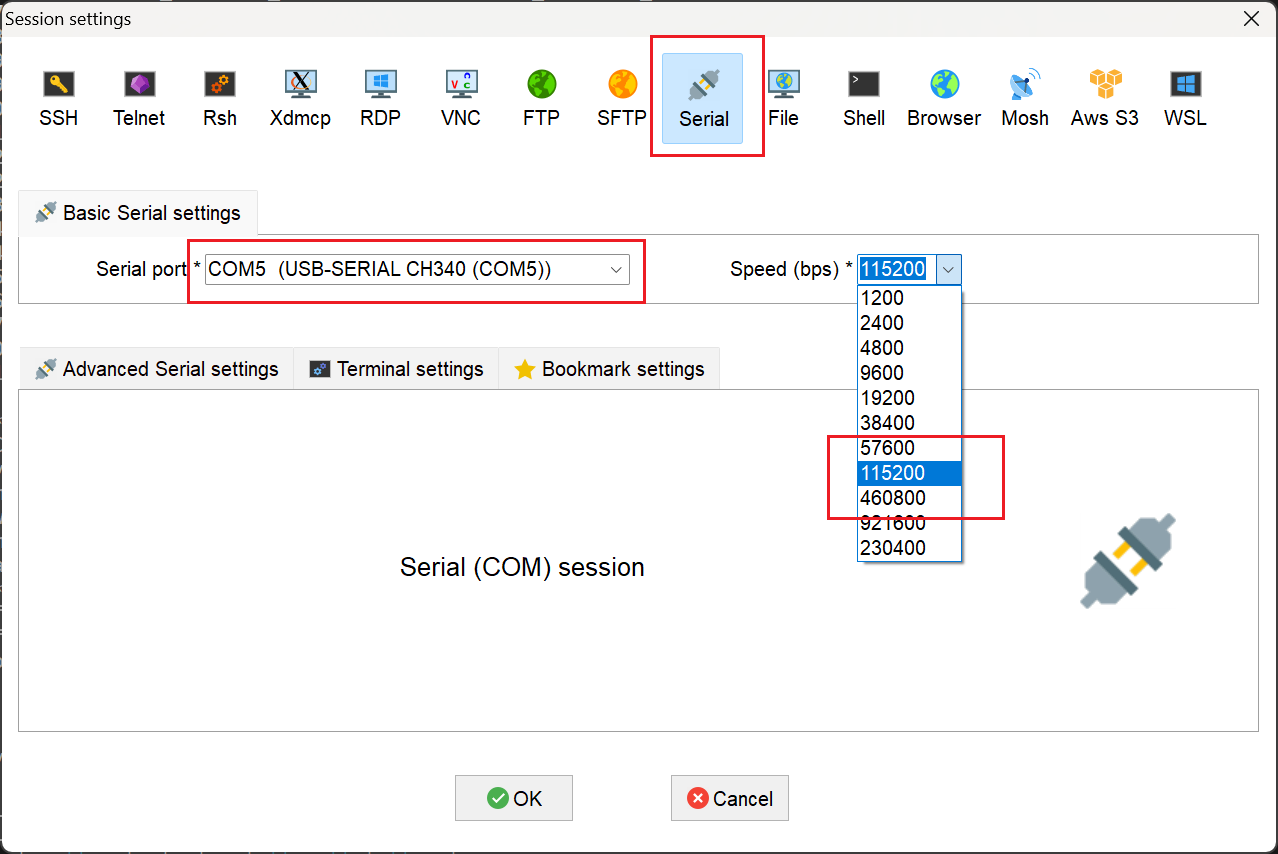 Session settings
SSH Telnet Rsh Xdmcp RDP VNC FTP SFTP Serial File Shell Browser Mosh Aws S3 WSL
Basic Serial settings
Serial port * COM5 (USB-SERIAL CH340 (COM5)) Speed (bps) * 115200
1200
2400
4800
9600
19200
38400
57600
115200
460800
921600
230400
Advanced Serial settings Terminal settings Bookmark settings
Serial (COM) session
OK Cancel